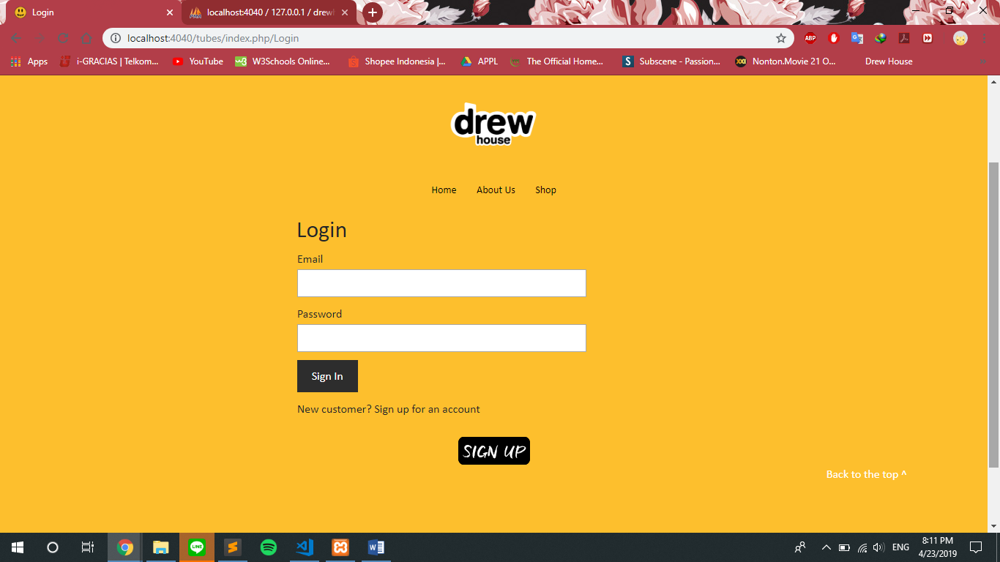 Login
localhost:4040 / 127.0.0.1 / drewl
localhost:4040/tubes/index.php/Login
ABP
Apps
i-GRACIAS | Telkom...
YouTube
W3Schools Online...
Shopee Indonesia |...
APPL
The Official Home...
Subscene - Passion...
Nonton.Movie 21 O...
Drew House
drew
house
Home
About Us
Shop
Login
Email
Password
Sign In
New customer? Sign up for an account
SIGN UP
Back to the top ^
LINE
ENG
8:11 PM
4/23/2019